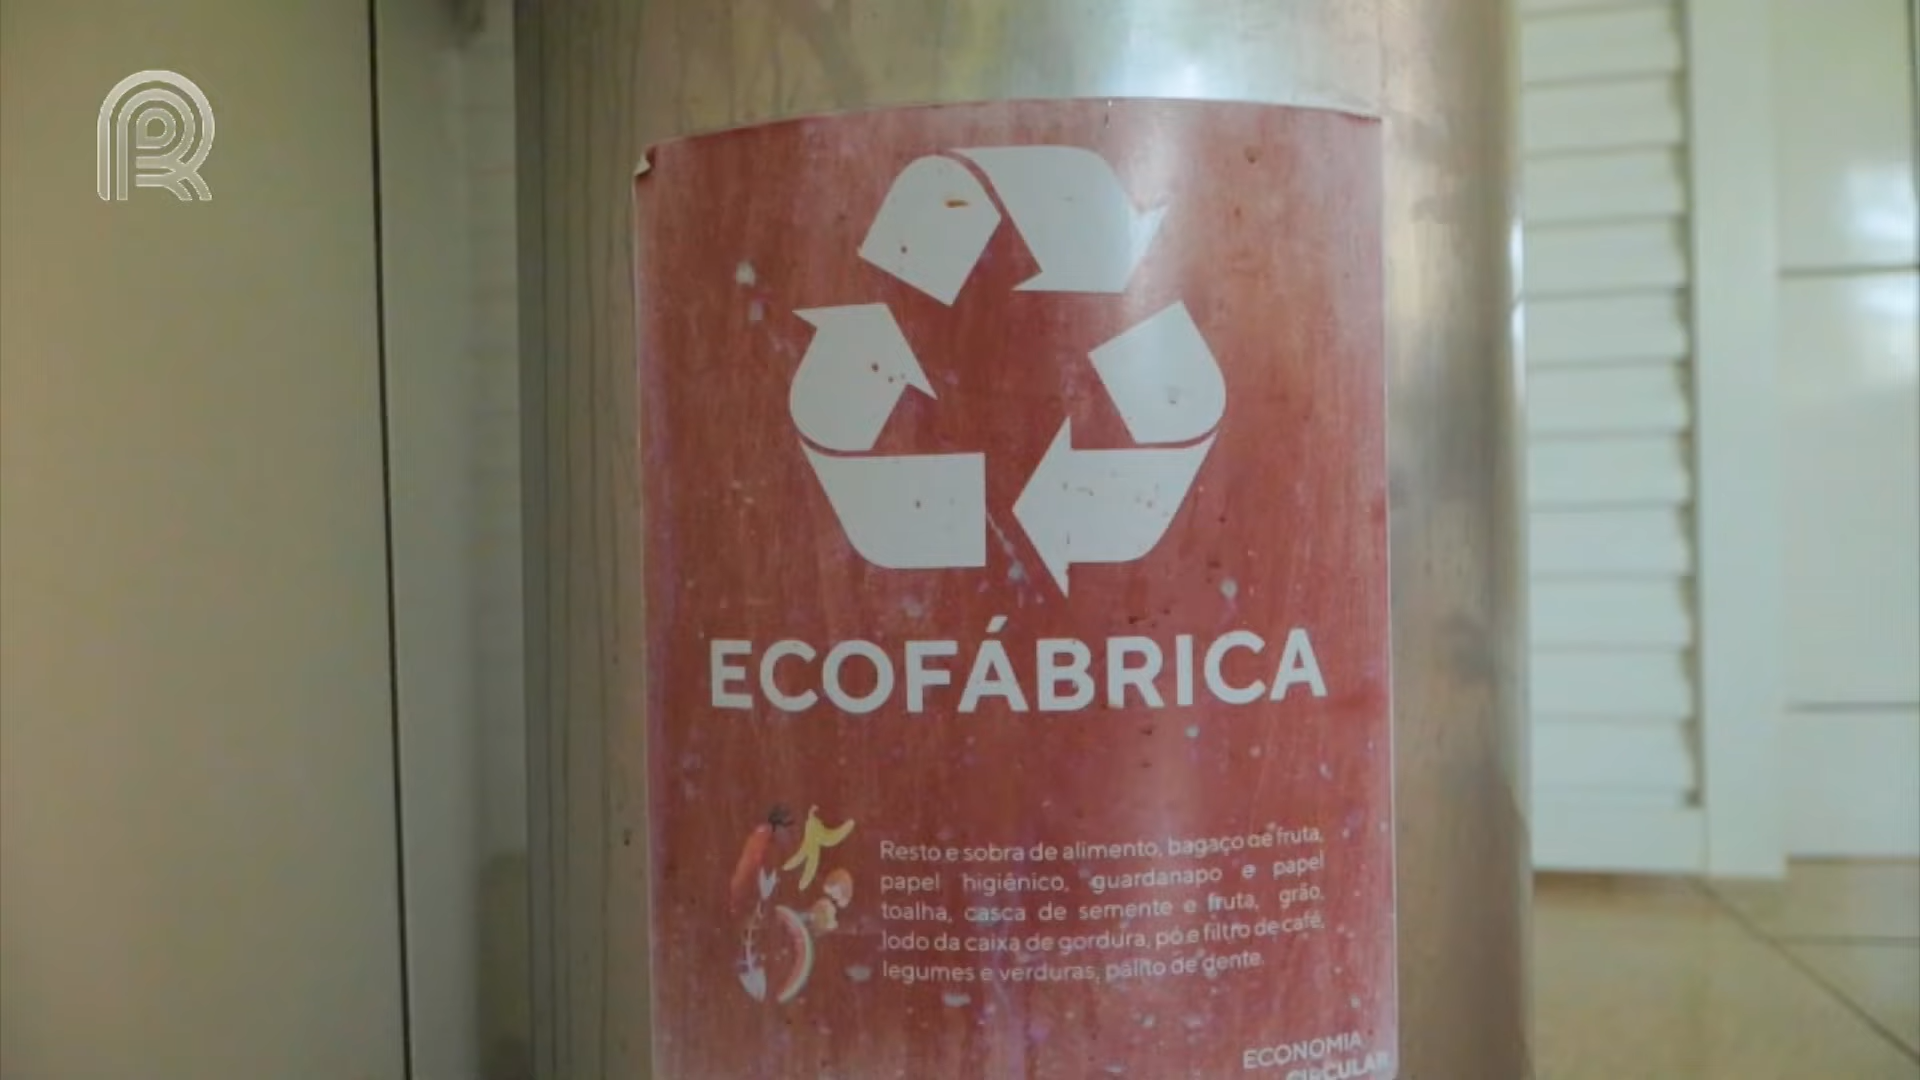 ECOFÁBRICA
Resto e sobra de alimento, bagaço de fruta,
papel higiênico, guardanapo e papel
toalha, casca de semente e fruta, grão,
lodo da caixa de gordura, pó e filtro de café,
legumes e verduras, palito de dente.
ECONOMIA
CIRCULAR